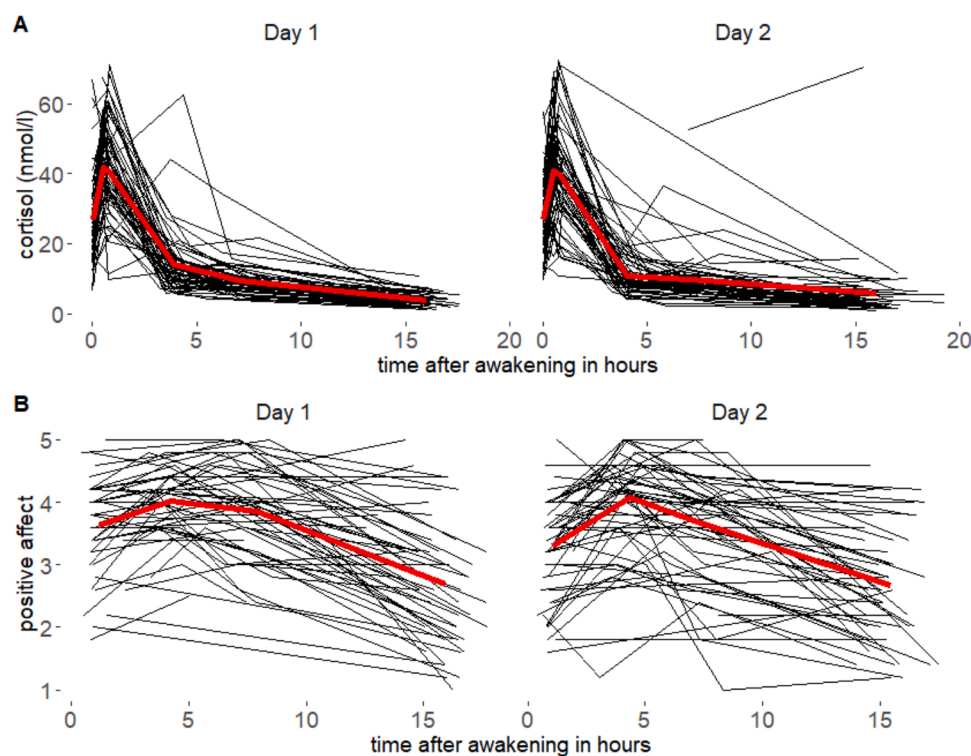 A
Day 1
Day 2
cortisol (nmol/l)
60
40
20
0
0 5 10 15 20 0 5 10 15 20
time after awakening in hours
B
Day 1
Day 2
positive affect
5
4
3
2
1
0 5 10 15 0 5 10 15
time after awakening in hours